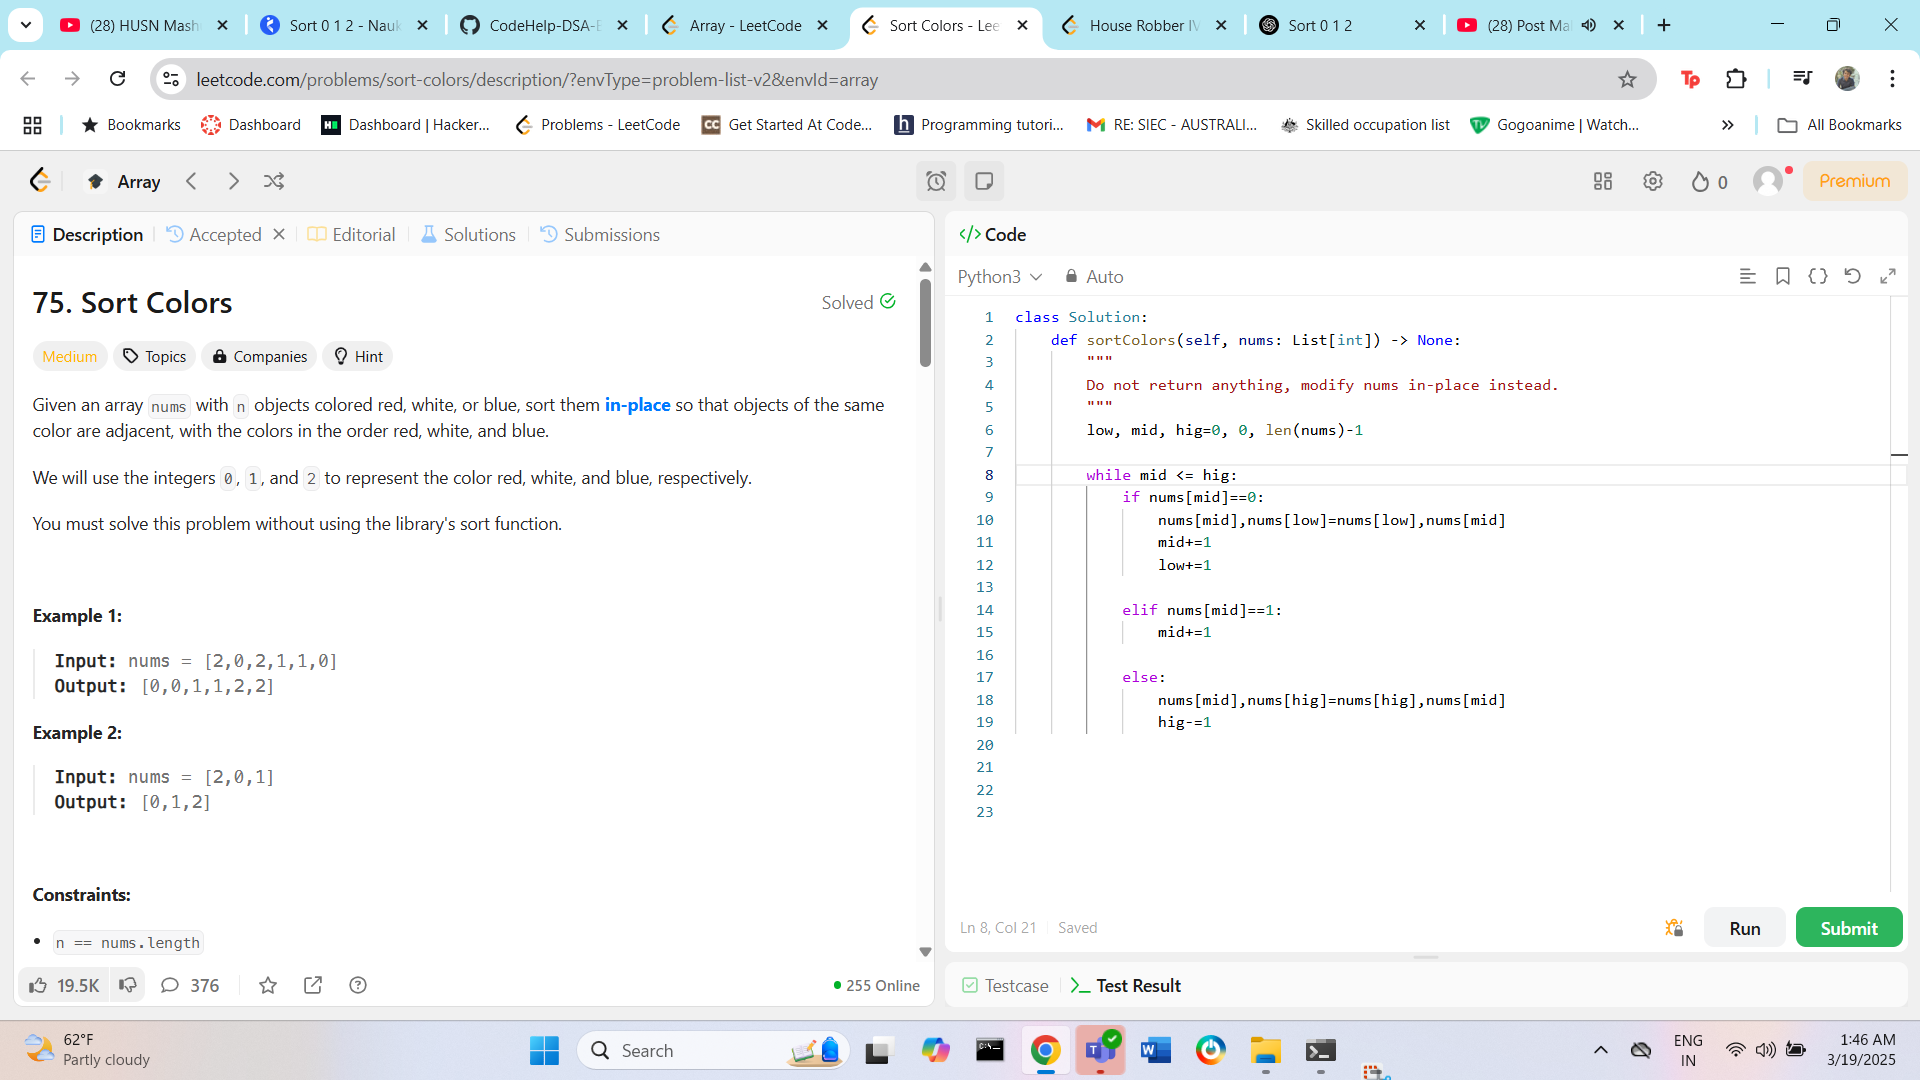 (28) HUSN Mash
Sort 0 1 2 - Nauk
CodeHelp-DSA-B
Array - LeetCode
Sort Colors - Lee
House Robber IV
Sort 0 1 2
(28) Post Mal
leetcode.com/problems/sort-colors/description/?envType=problem-list-v2&envId=array
Bookmarks
Dashboard
Dashboard | Hacker...
Problems - LeetCode
Get Started At Code...
Programming tutori...
RE: SIEC - AUSTRALI...
Skilled occupation list
Gogoanime | Watch...
All Bookmarks
Array
0
Premium
Description
Accepted
Editorial
Solutions
Submissions
75. Sort Colors
Solved
Medium
Topics
Companies
Hint
Given an array nums with n objects colored red, white, or blue, sort them in-place so that objects of the same
color are adjacent, with the colors in the order red, white, and blue.
We will use the integers 0, 1, and 2 to represent the color red, white, and blue, respectively.
You must solve this problem without using the library's sort function.
Example 1:
Input: nums = [2,0,2,1,1,0]
Output: [0,0,1,1,2,2]
Example 2:
Input: nums = [2,0,1]
Output: [0,1,2]
Constraints:
n == nums.length
19.5K
376
255 Online
</> Code
Python3
Auto
1 class Solution:
2 def sortColors(self, nums: List[int]) -> None:
3 """
4 Do not return anything, modify nums in-place instead.
5 """
6 low, mid, hig=0, 0, len(nums)-1
7
8 while mid <= hig:
9 if nums[mid]==0:
10 nums[mid],nums[low]=nums[low],nums[mid]
11 mid+=1
12 low+=1
13
14 elif nums[mid]==1:
15 mid+=1
16
17 else:
18 nums[mid],nums[hig]=nums[hig],nums[mid]
19 hig-=1
20
21
22
23
Ln 8, Col 21
Saved
Run
Submit
Testcase
Test Result
62°F
Partly cloudy
Search
ENG
IN
1:46 AM
3/19/2025